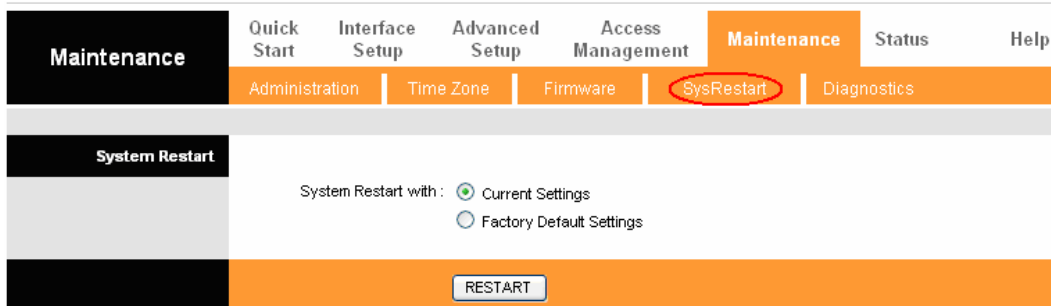 Maintenance
Quick Start
Interface Setup
Advanced Setup
Access Management
Maintenance
Status
Help
Administration
Time Zone
Firmware
SysRestart
Diagnostics
System Restart
System Restart with :
Current Settings
Factory Default Settings
RESTART